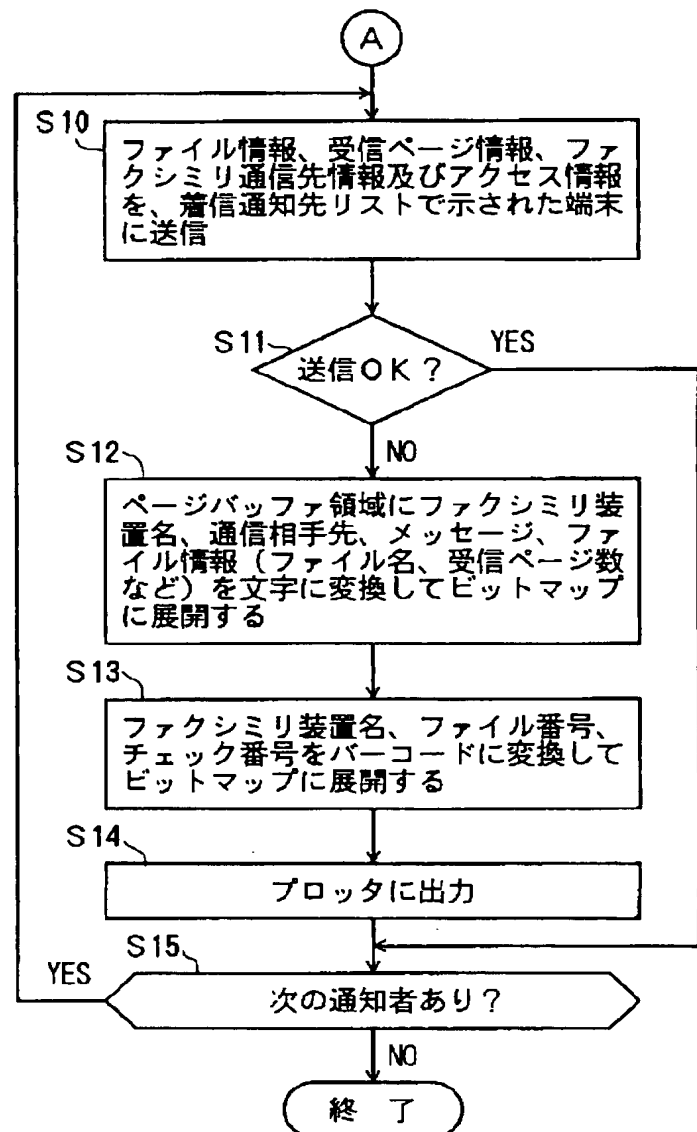 A
S10
ファイル情報、受信ページ情報、ファ
クシミリ通信先情報及びアクセス情報
を、着信通知先リストで示された端末
に送信
S11
送信OK?
YES
NO
S12
ページバッファ領域にファクシミリ装
置名、通信相手先、メッセージ、ファ
イル情報(ファイル名、受信ページ数
など)を文字に変換してビットマップ
に展開する
S13
ファクシミリ装置名、ファイル番号、
チェック番号をバーコードに変換して
ビットマップに展開する
S14
プロッタに出力
S15
YES
次の通知者あり?
NO
終了